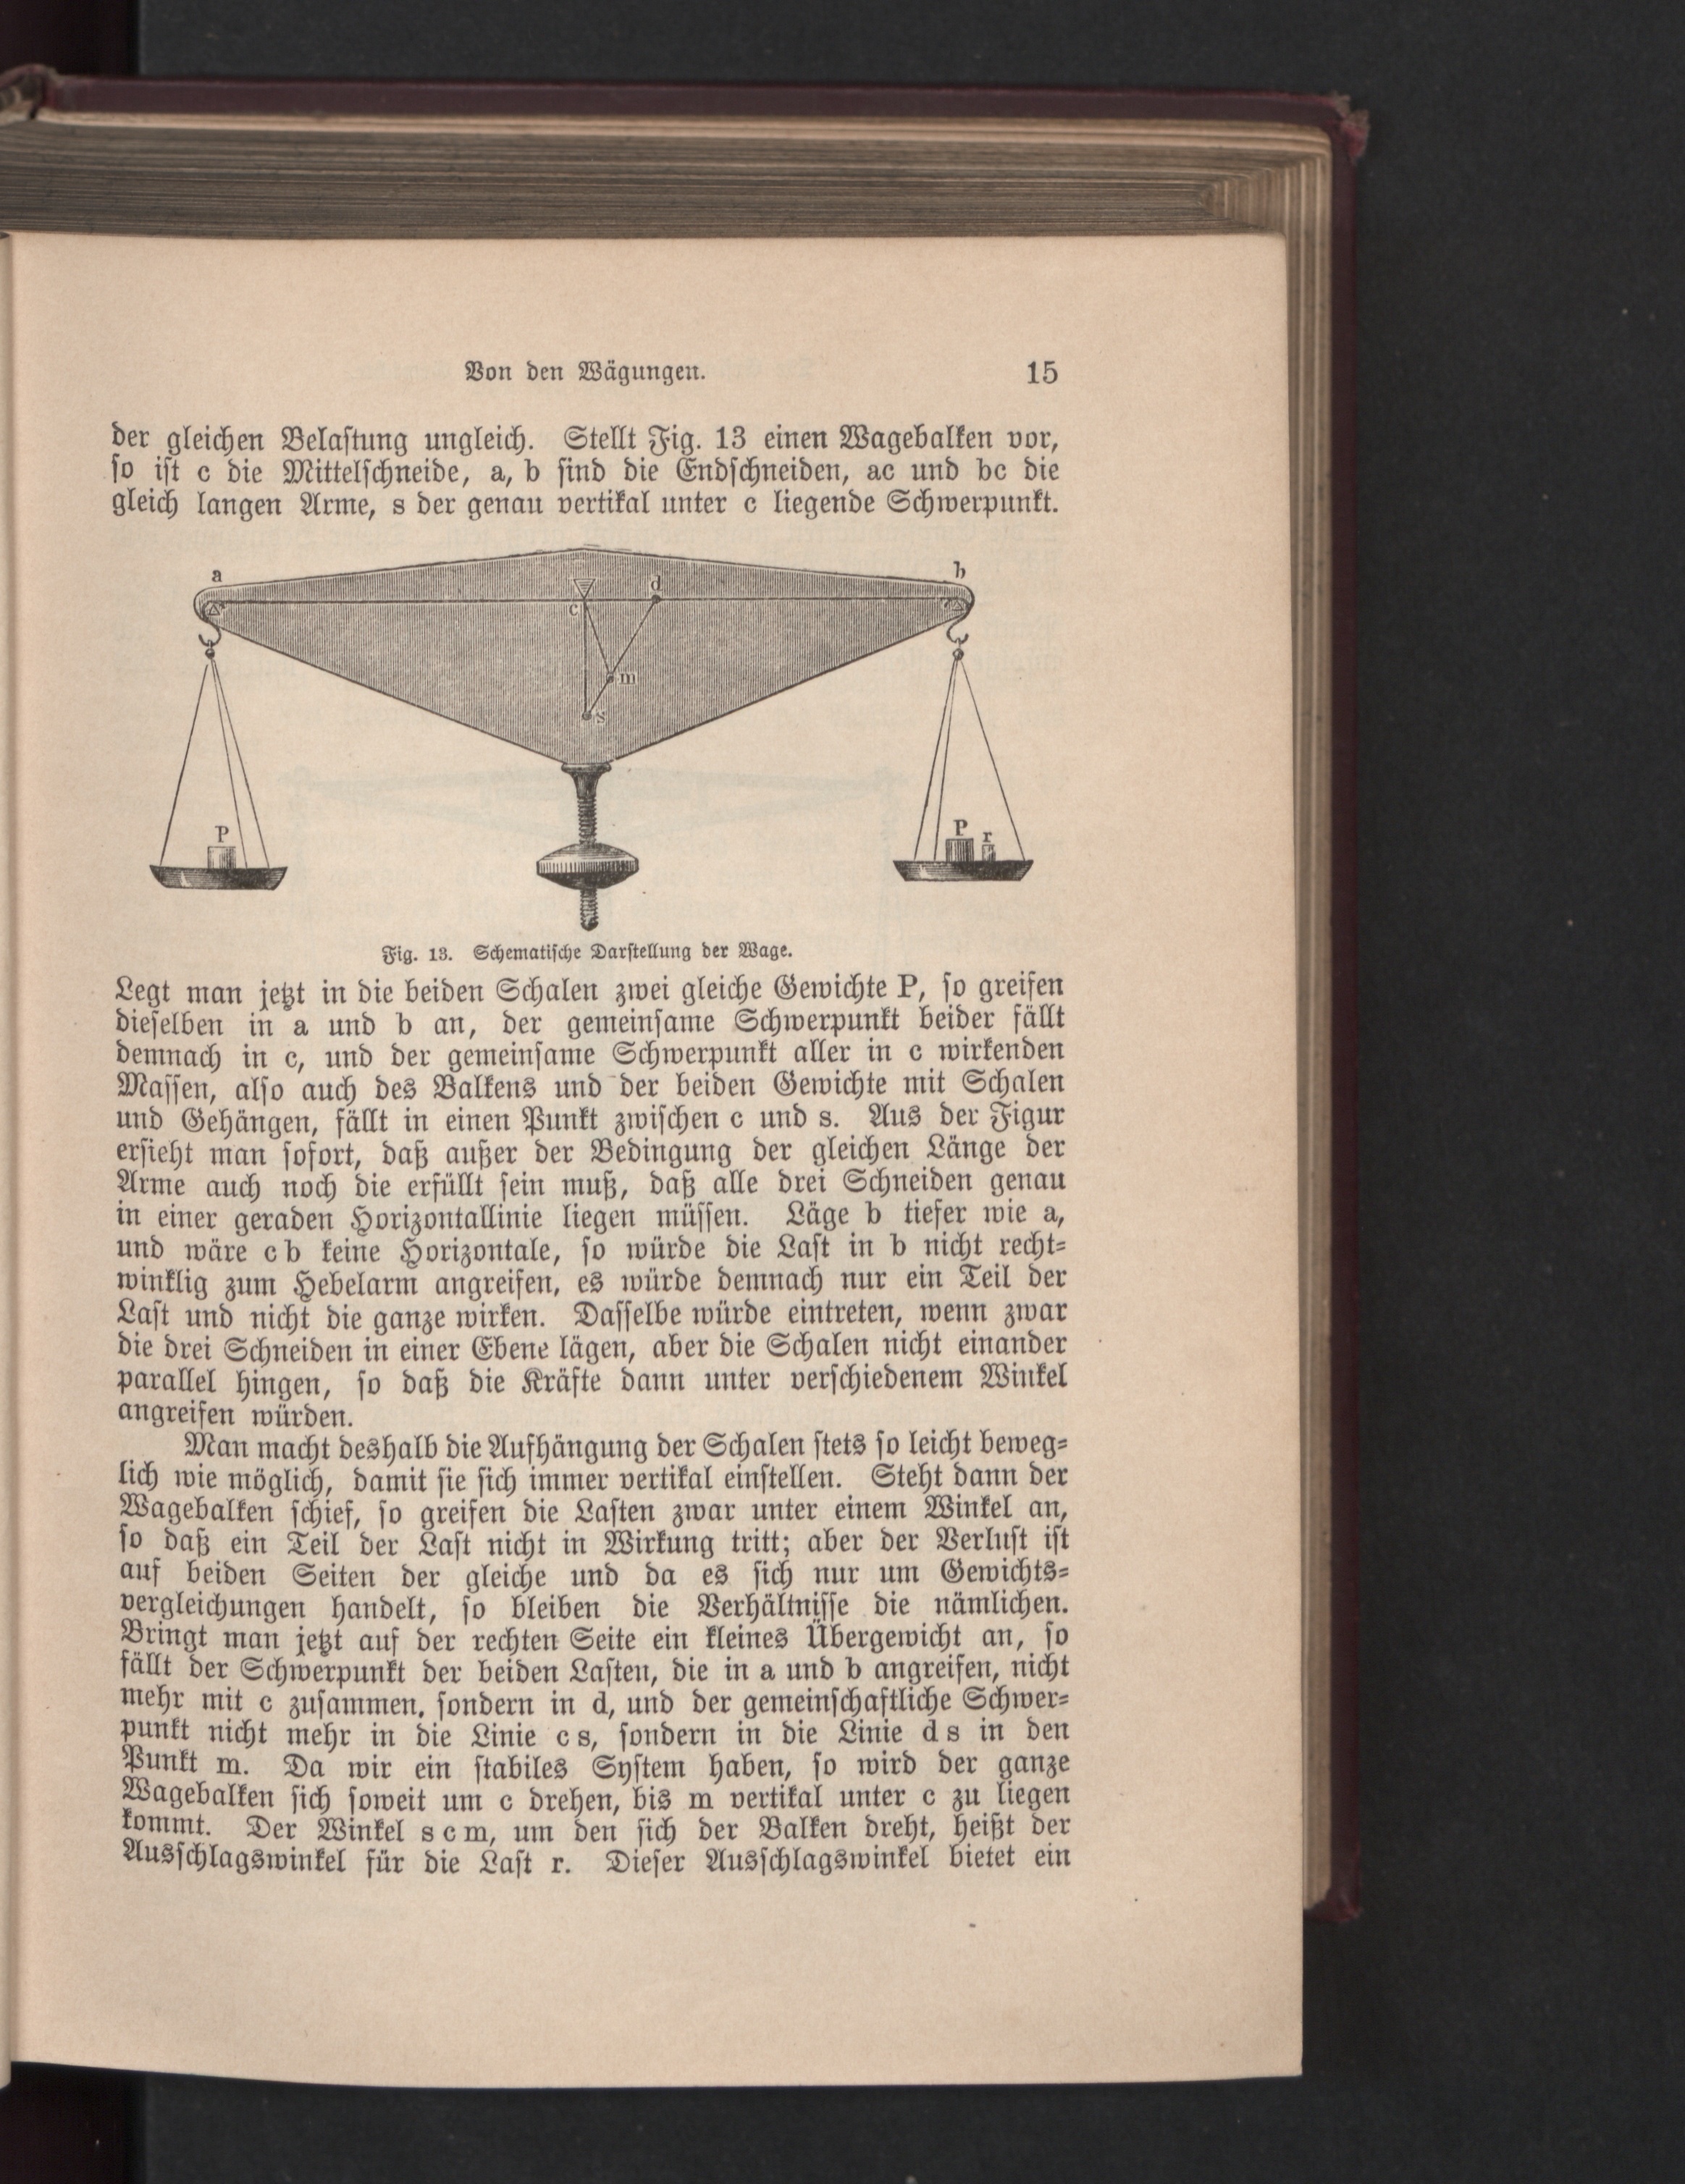 Von den Wägungen. 15
der gleichen Belastung ungleich. Stellt Fig. 13 einen Wagebalken vor,
so ist c die Mittelschneide, a, b sind die Endschneiden, ac und bc die
gleich langen Arme, s der genau vertikal unter c liegende Schwerpunkt.
a
b
d
c
m
s
P
P r
Fig. 13. Schematische Darstellung der Wage.
Legt man jetzt in die beiden Schalen zwei gleiche Gewichte P, so greifen
dieselben in a und b an, der gemeinsame Schwerpunkt beider fällt
demnach in c, und der gemeinsame Schwerpunkt aller in c wirkenden
Massen, also auch des Balkens und der beiden Gewichte mit Schalen
und Gehängen, fällt in einen Punkt zwischen c und s. Aus der Figur
ersieht man sofort, daß außer der Bedingung der gleichen Länge der
Arme auch noch die erfüllt sein muß, daß alle drei Schneiden genau
in einer geraden Horizontallinie liegen müssen. Läge b tiefer wie a,
und wäre c b keine Horizontale, so würde die Last in b nicht recht-
winklig zum Hebelarm angreifen, es würde demnach nur ein Teil der
Last und nicht die ganze wirken. Dasselbe würde eintreten, wenn zwar
die drei Schneiden in einer Ebene lägen, aber die Schalen nicht einander
parallel hingen, so daß die Kräfte dann unter verschiedenem Winkel
angreifen würden.
Man macht deshalb die Aufhängung der Schalen stets so leicht beweg-
lich wie möglich, damit sie sich immer vertikal einstellen. Steht dann der
Wagebalken schief, so greifen die Lasten zwar unter einem Winkel an,
so daß ein Teil der Last nicht in Wirkung tritt; aber der Verlust ist
auf beiden Seiten der gleiche und da es sich nur um Gewichts-
vergleichungen handelt, so bleiben die Verhältnisse die nämlichen.
Bringt man jetzt auf der rechten Seite ein kleines Übergewicht an, so
fällt der Schwerpunkt der beiden Lasten, die in a und b angreifen, nicht
mehr mit c zusammen, sondern in d, und der gemeinschaftliche Schwer-
punkt nicht mehr in die Linie c s, sondern in die Linie d s in den
Punkt m. Da wir ein stabiles System haben, so wird der ganze
Wagebalken sich soweit um c drehen, bis m vertikal unter c zu liegen
kommt. Der Winkel s c m, um den sich der Balken dreht, heißt der
Ausschlagswinkel für die Last r. Dieser Ausschlagswinkel bietet ein